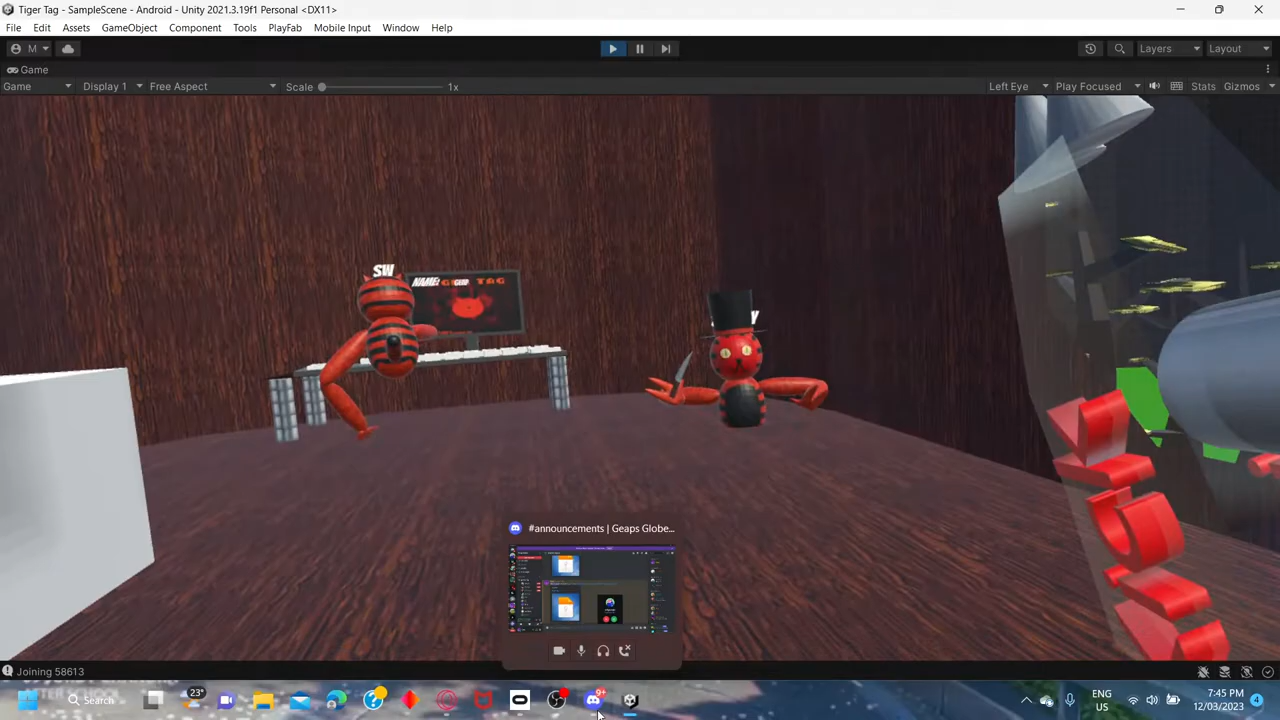 Tiger Tag - SampleScene - Android - Unity 2021.3.19f1 Personal <DX11>
File Edit Assets GameObject Component Tools PlayFab Mobile Input Window Help
M Layers Layout
Game
Game Display 1 Free Aspect Scale 1x Left Eye Play Focused Stats Gizmos
SW
NAME:
TAG
#announcements | Geaps Globe...
Joining 58613
23°
Search
9+
ENG
US
7:45 PM
12/03/2023
4